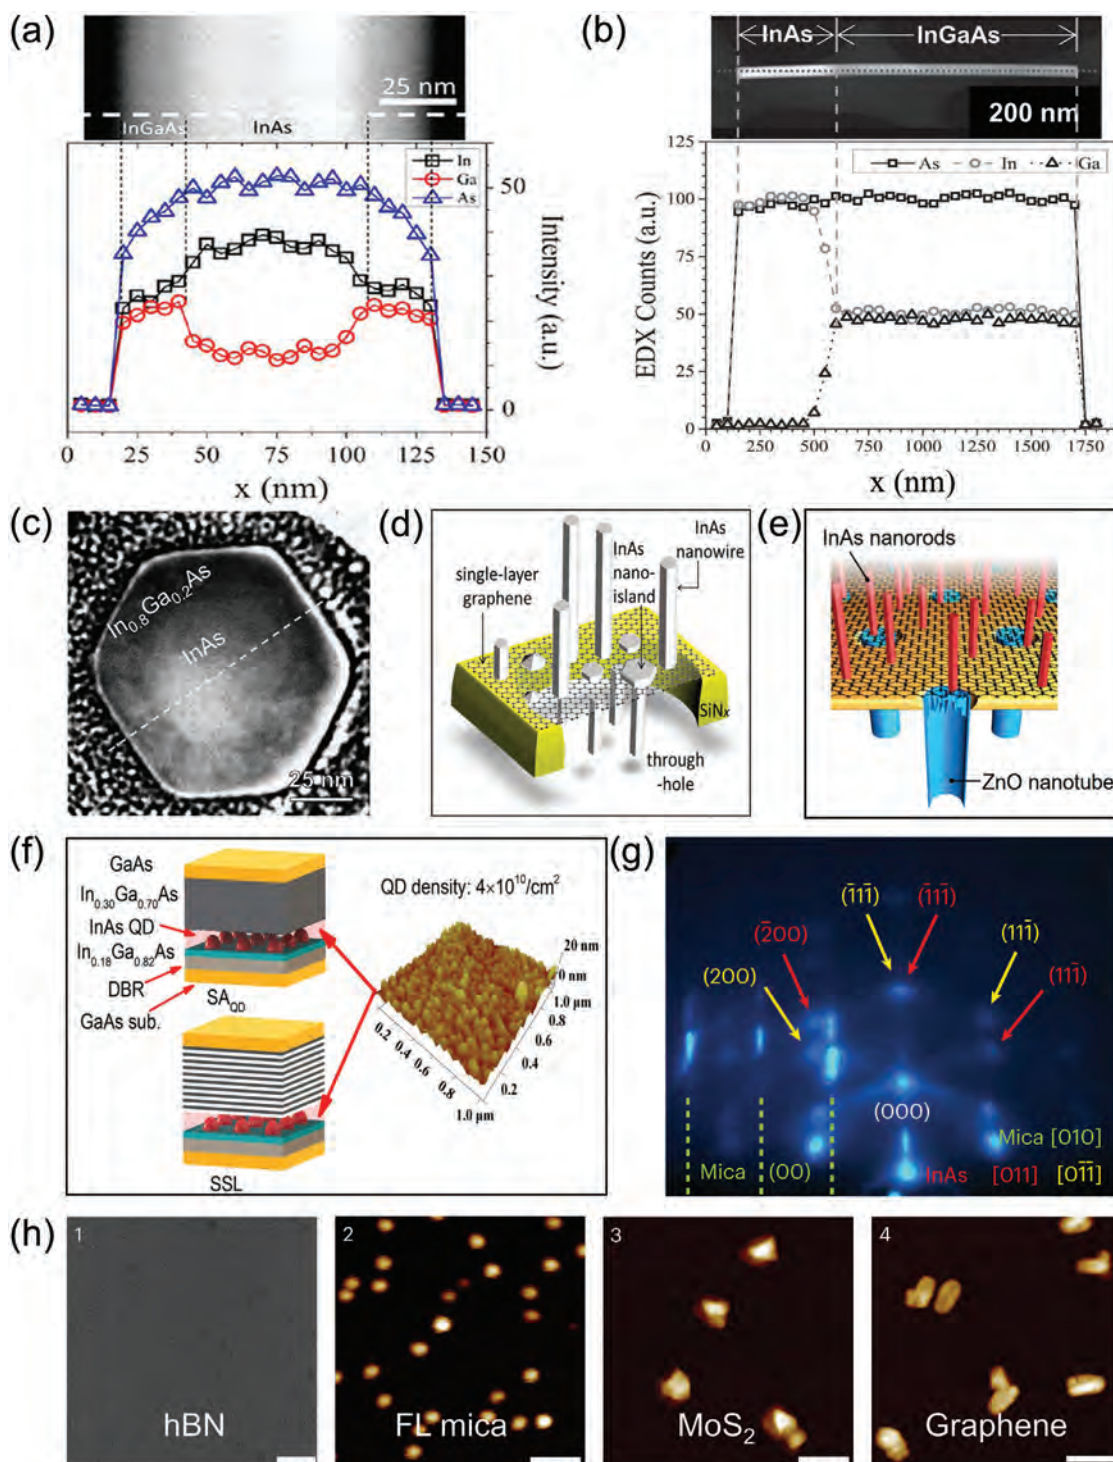 (a)
25 nm
InGaAs
InAs
In
Ga
As
50
0
Intensity (a.u.)
0 25 50 75 100 125 150
x (nm)
(b)
InAs InGaAs
200 nm
125
100
75
50
25
0
As In Ga
EDX Counts (a.u.)
0 250 500 750 1000 1250 1500 1750
x (nm)
(c)
In0.8Ga0.2As
InAs
25 nm
(d)
single-layer
graphene
InAs
nano-
island
InAs
nanowire
SiNx
through
-hole
(e)
InAs nanorods
ZnO nanotube
(f)
GaAs
In0.30Ga0.70As
InAs QD
In0.18Ga0.82As
DBR
GaAs sub.
SAQD
SSL
QD density: 4×10¹⁰/cm²
20 nm
0 nm
1.0 µm
0.8
0.6
0.4
0.2
0.2
0.4
0.6
0.8
1.0 µm
(g)
(1̄11̄) (1̄11̄)
(2̄00)
(200)
(111̄)
(111̄)
(000)
Mica [010]
Mica (00)
InAs [011] [01̄1̄]
(h)
1
hBN
2
FL mica
3
MoS2
4
Graphene